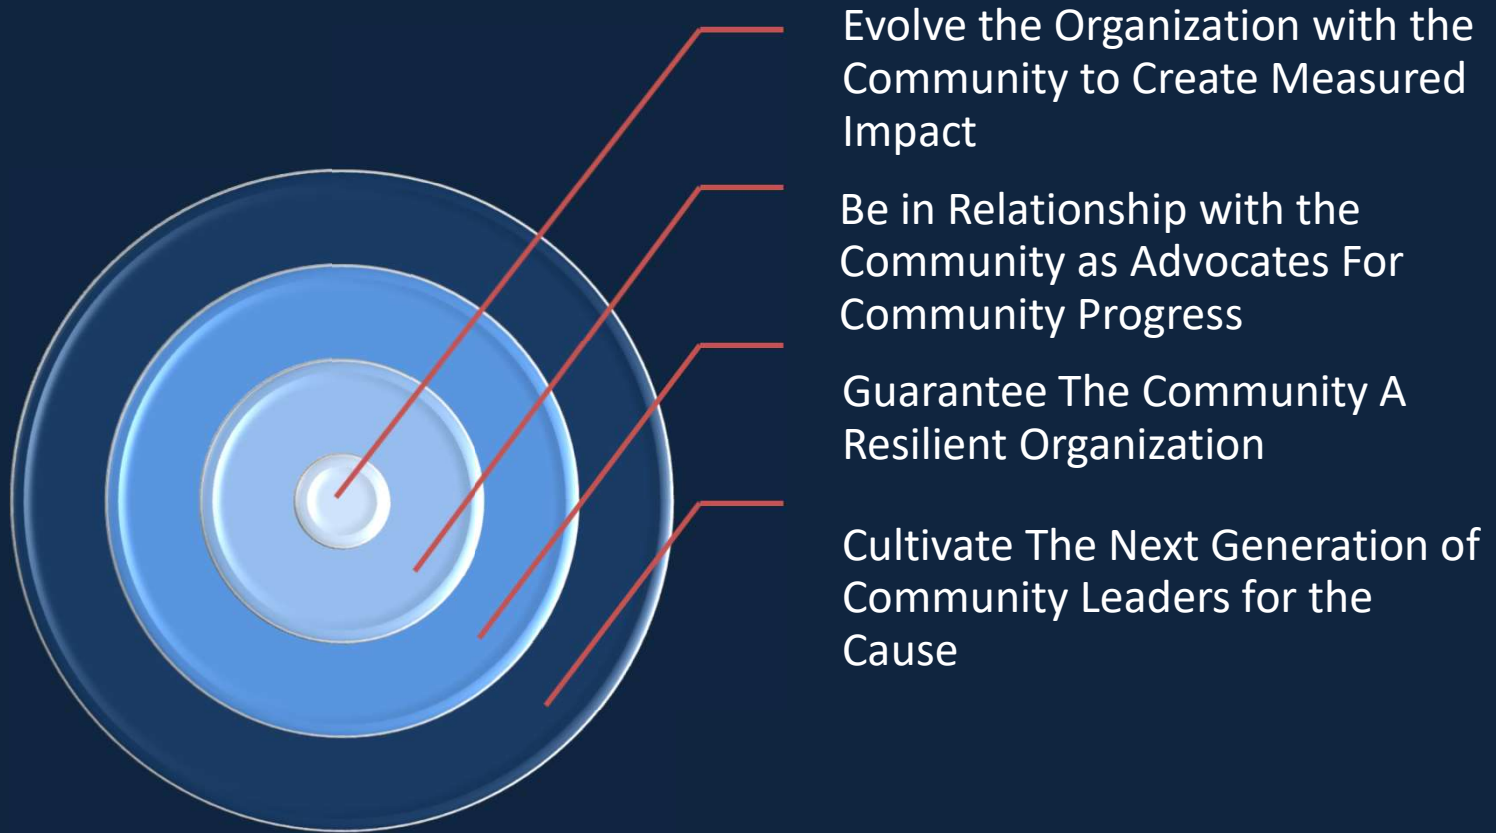 Evolve the Organization with the
Community to Create Measured
Impact
Be in Relationship with the
Community as Advocates For
Community Progress
Guarantee The Community A
Resilient Organization
Cultivate The Next Generation of
Community Leaders for the
Cause